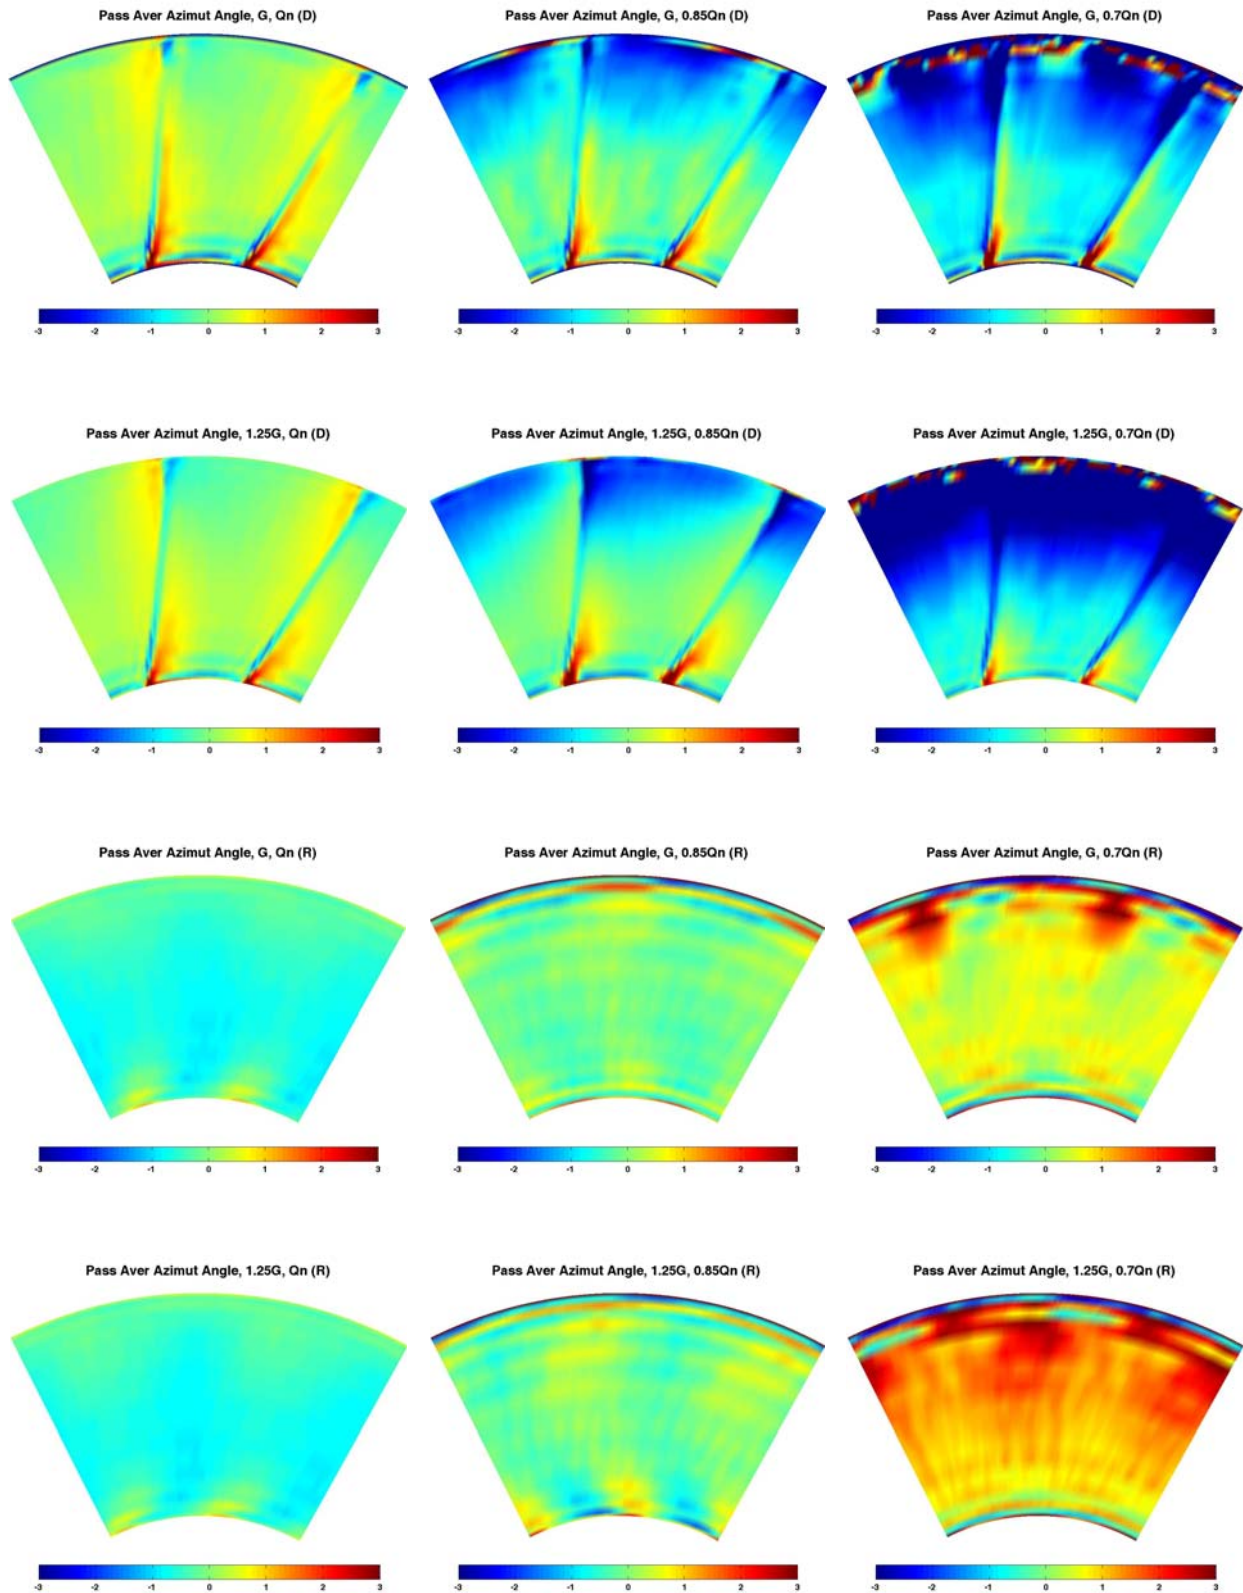 Pass Aver Azimut Angle, G, Qn (D)
Pass Aver Azimut Angle, G, 0.85Qn (D)
Pass Aver Azimut Angle, G, 0.7Qn (D)
-3 -2 -1 0 1 2 3
-3 -2 -1 0 1 2 3
-3 -2 -1 0 1 2 3
Pass Aver Azimut Angle, 1.25G, Qn (D)
Pass Aver Azimut Angle, 1.25G, 0.85Qn (D)
Pass Aver Azimut Angle, 1.25G, 0.7Qn (D)
-3 -2 -1 0 1 2 3
-3 -2 -1 0 1 2 3
-3 -2 -1 0 1 2 3
Pass Aver Azimut Angle, G, Qn (R)
Pass Aver Azimut Angle, G, 0.85Qn (R)
Pass Aver Azimut Angle, G, 0.7Qn (R)
-3 -2 -1 0 1 2 3
-3 -2 -1 0 1 2 3
-3 -2 -1 0 1 2 3
Pass Aver Azimut Angle, 1.25G, Qn (R)
Pass Aver Azimut Angle, 1.25G, 0.85Qn (R)
Pass Aver Azimut Angle, 1.25G, 0.7Qn (R)
-3 -2 -1 0 1 2 3
-3 -2 -1 0 1 2 3
-3 -2 -1 0 1 2 3